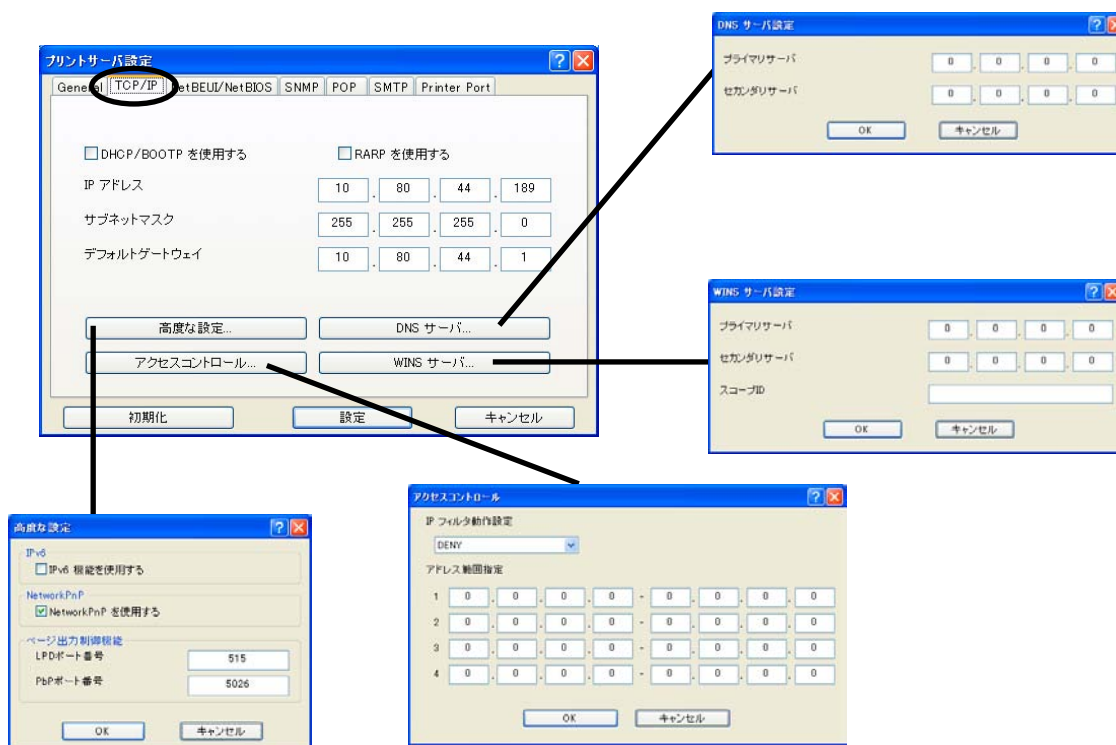 プリントサーバ設定
General TCP/IP NetBEUI/NetBIOS SNMP POP SMTP Printer Port
DHCP/BOOTP を使用する RARP を使用する
IP アドレス 10 . 80 . 44 . 189
サブネットマスク 255 . 255 . 255 . 0
デフォルトゲートウェイ 10 . 80 . 44 . 1
高度な設定... DNS サーバ...
アクセスコントロール... WINS サーバ...
初期化 設定 キャンセル
DNS サーバ設定
プライマリサーバ 0 . 0 . 0 . 0
セカンダリサーバ 0 . 0 . 0 . 0
OK キャンセル
WINS サーバ設定
プライマリサーバ 0 . 0 . 0 . 0
セカンダリサーバ 0 . 0 . 0 . 0
スコープID
OK キャンセル
高度な設定
IPv6
IPv6 機能を使用する
NetworkPnP
NetworkPnP を使用する
ページ出力制御機能
LPDポート番号 515
PbPポート番号 5026
OK キャンセル
アクセスコントロール
IP フィルタ動作設定
DENY
アドレス範囲指定
1 0 . 0 . 0 . 0 - 0 . 0 . 0 . 0
2 0 . 0 . 0 . 0 - 0 . 0 . 0 . 0
3 0 . 0 . 0 . 0 - 0 . 0 . 0 . 0
4 0 . 0 . 0 . 0 - 0 . 0 . 0 . 0
OK キャンセル